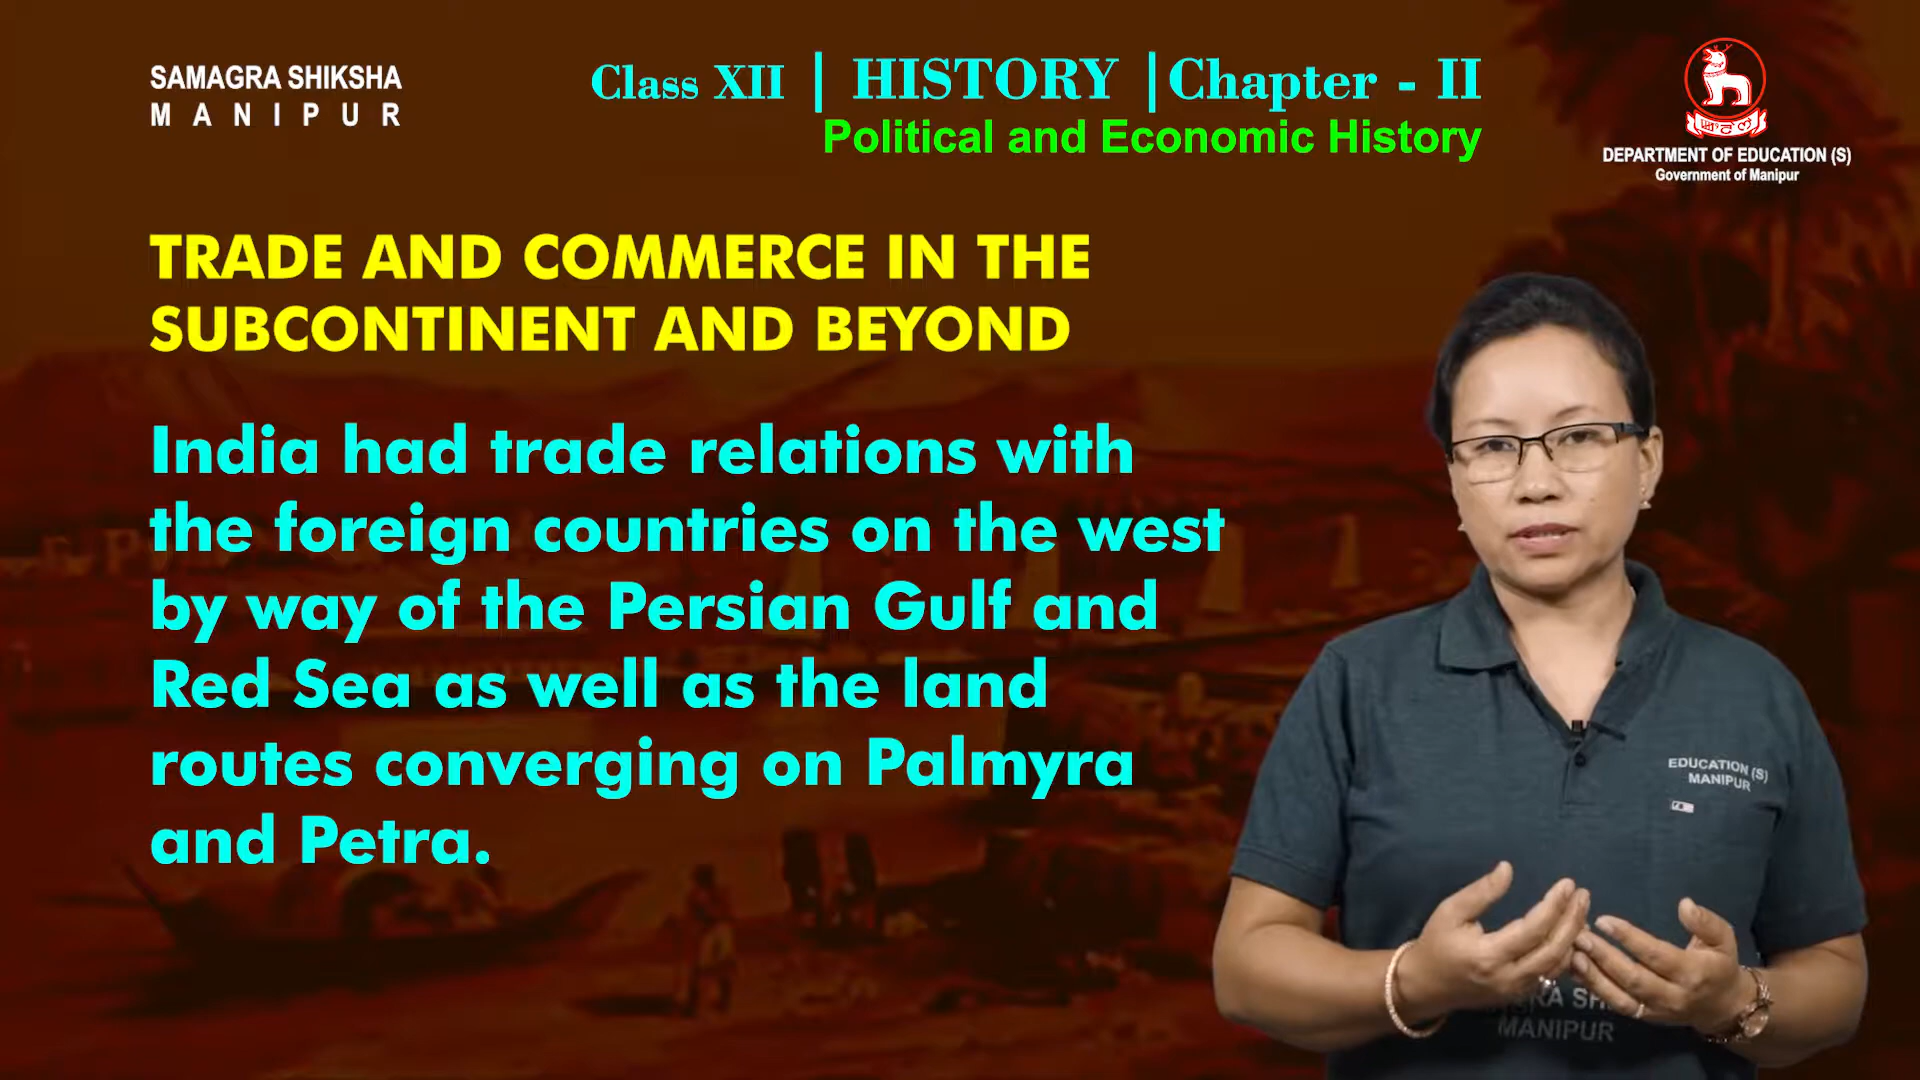 SAMAGRA SHIKSHA
MANIPUR
Class XII | HISTORY | Chapter - II
Political and Economic History
DEPARTMENT OF EDUCATION (S)
Government of Manipur
TRADE AND COMMERCE IN THE
SUBCONTINENT AND BEYOND
India had trade relations with
the foreign countries on the west
by way of the Persian Gulf and
Red Sea as well as the land
routes converging on Palmyra
and Petra.
EDUCATION (S)
MANIPUR
MANIPUR